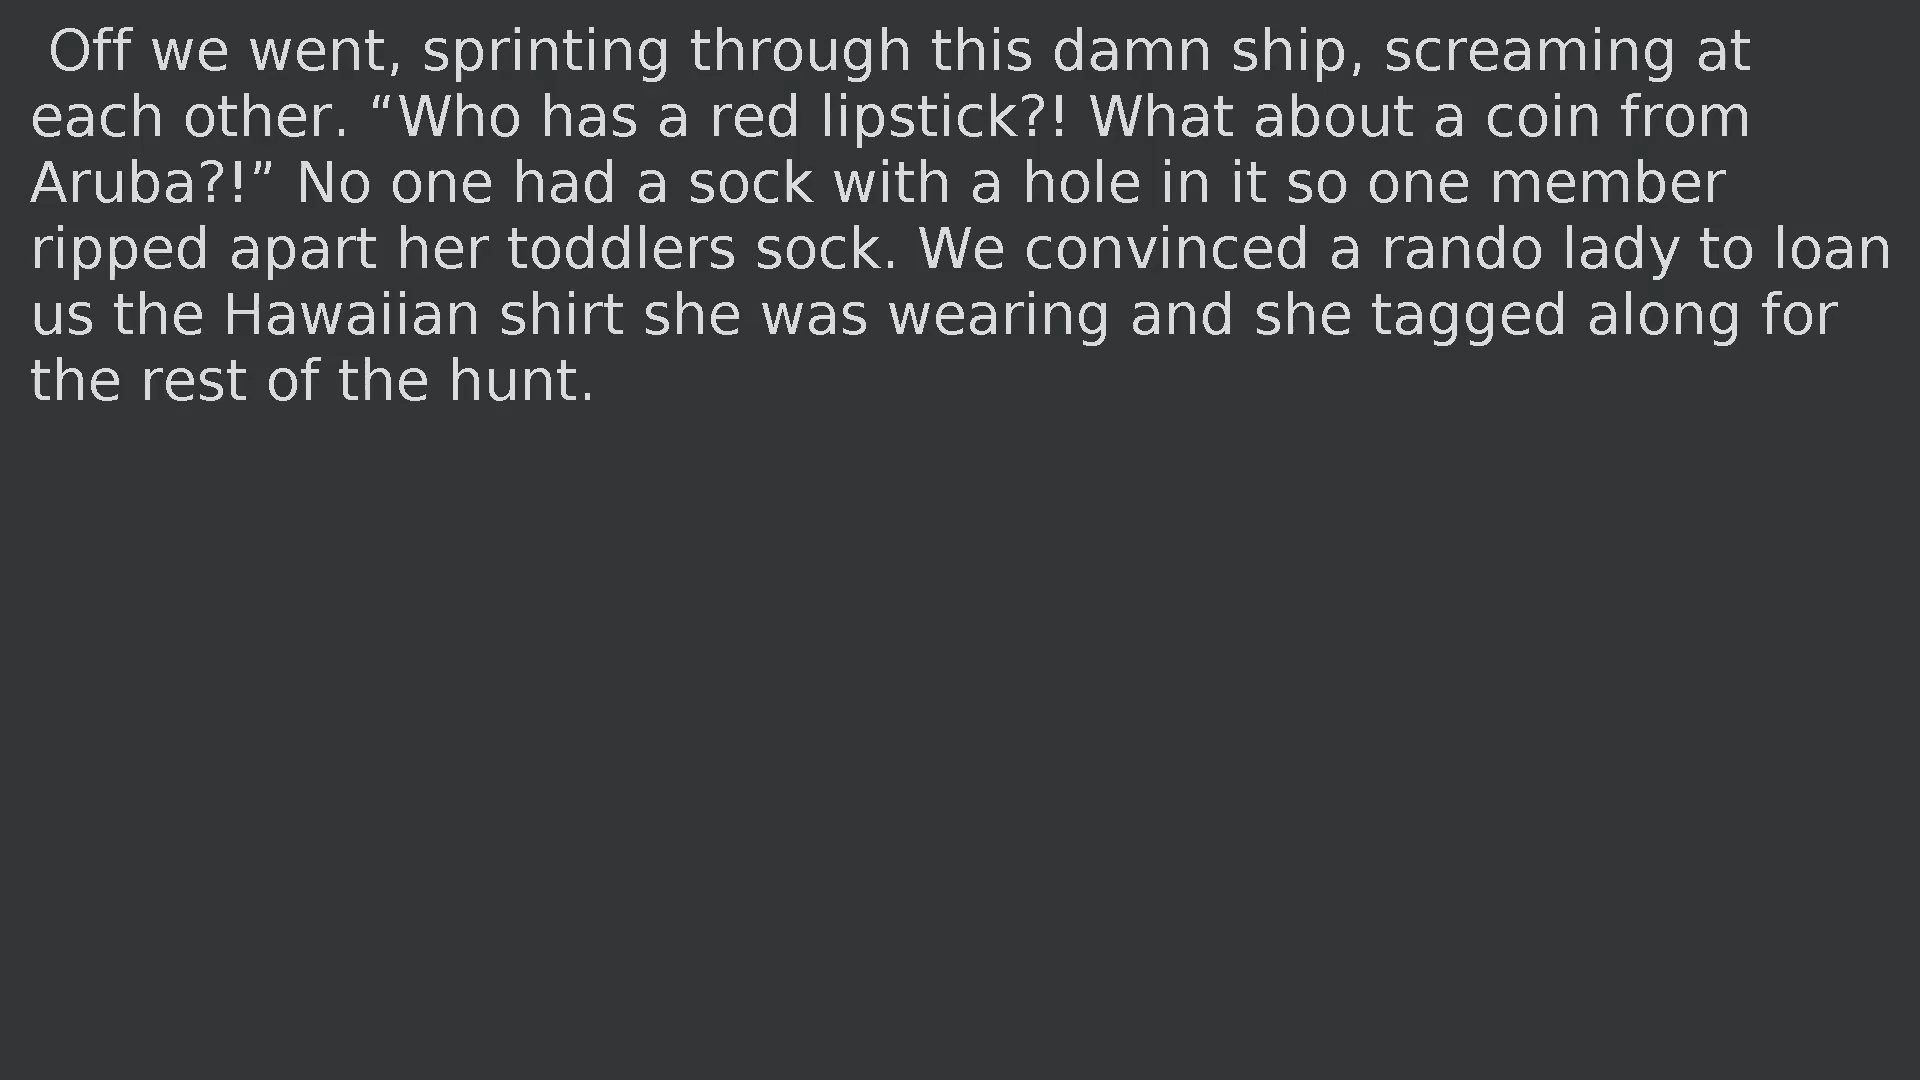 Off we went, sprinting through this damn ship, screaming at
each other. “Who has a red lipstick?! What about a coin from
Aruba?!” No one had a sock with a hole in it so one member
ripped apart her toddlers sock. We convinced a rando lady to loan
us the Hawaiian shirt she was wearing and she tagged along for
the rest of the hunt.